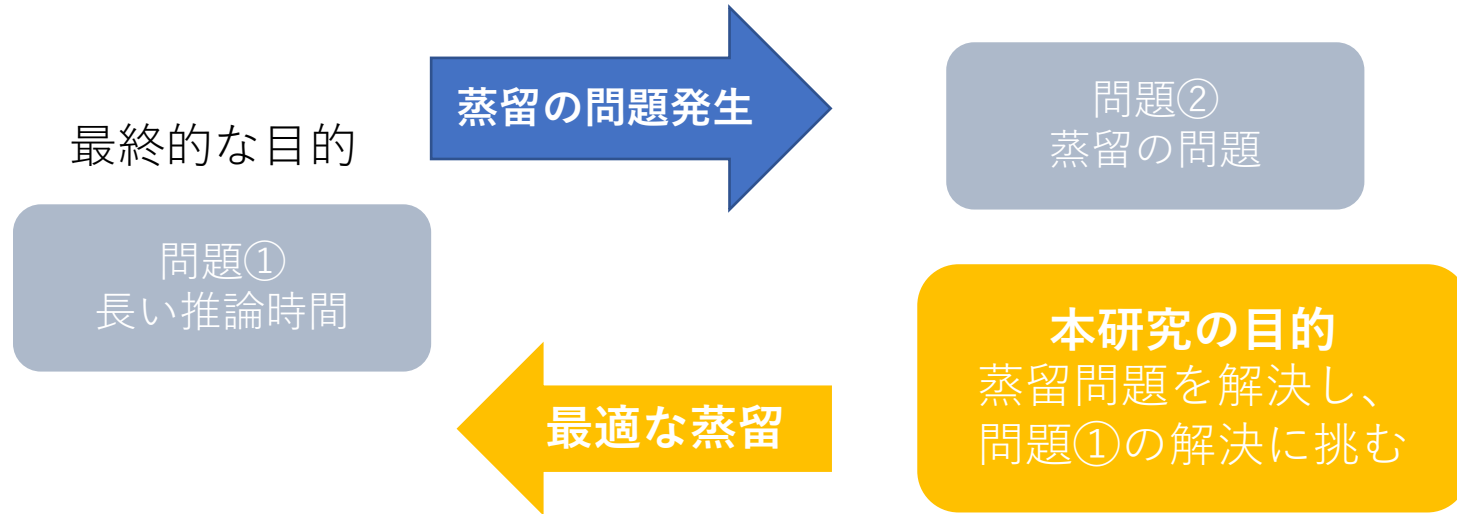 最終的な目的
問題①
長い推論時間
蒸留の問題発生
問題②
蒸留の問題
本研究の目的
蒸留問題を解決し、
問題①の解決に挑む
最適な蒸留